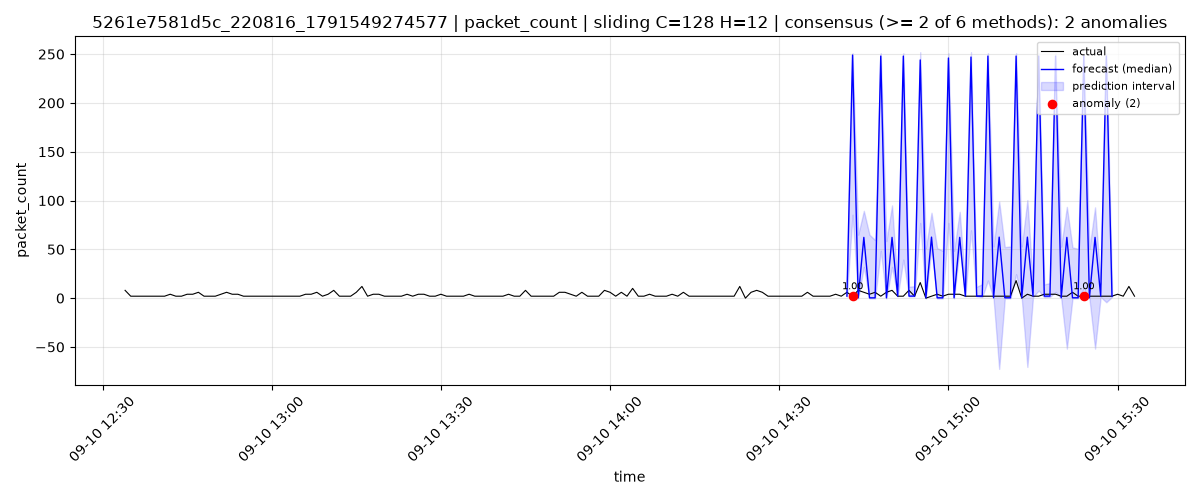 5261e7581d5c_220816_1791549274577 | packet_count | sliding C=128 H=12 | consensus (>= 2 of 6 methods): 2 anomalies
actual
forecast (median)
prediction interval
anomaly (2)
packet_count
250
200
150
100
50
0
−50
1.00
1.00
09-10 12:30
09-10 13:00
09-10 13:30
09-10 14:00
09-10 14:30
09-10 15:00
09-10 15:30
time